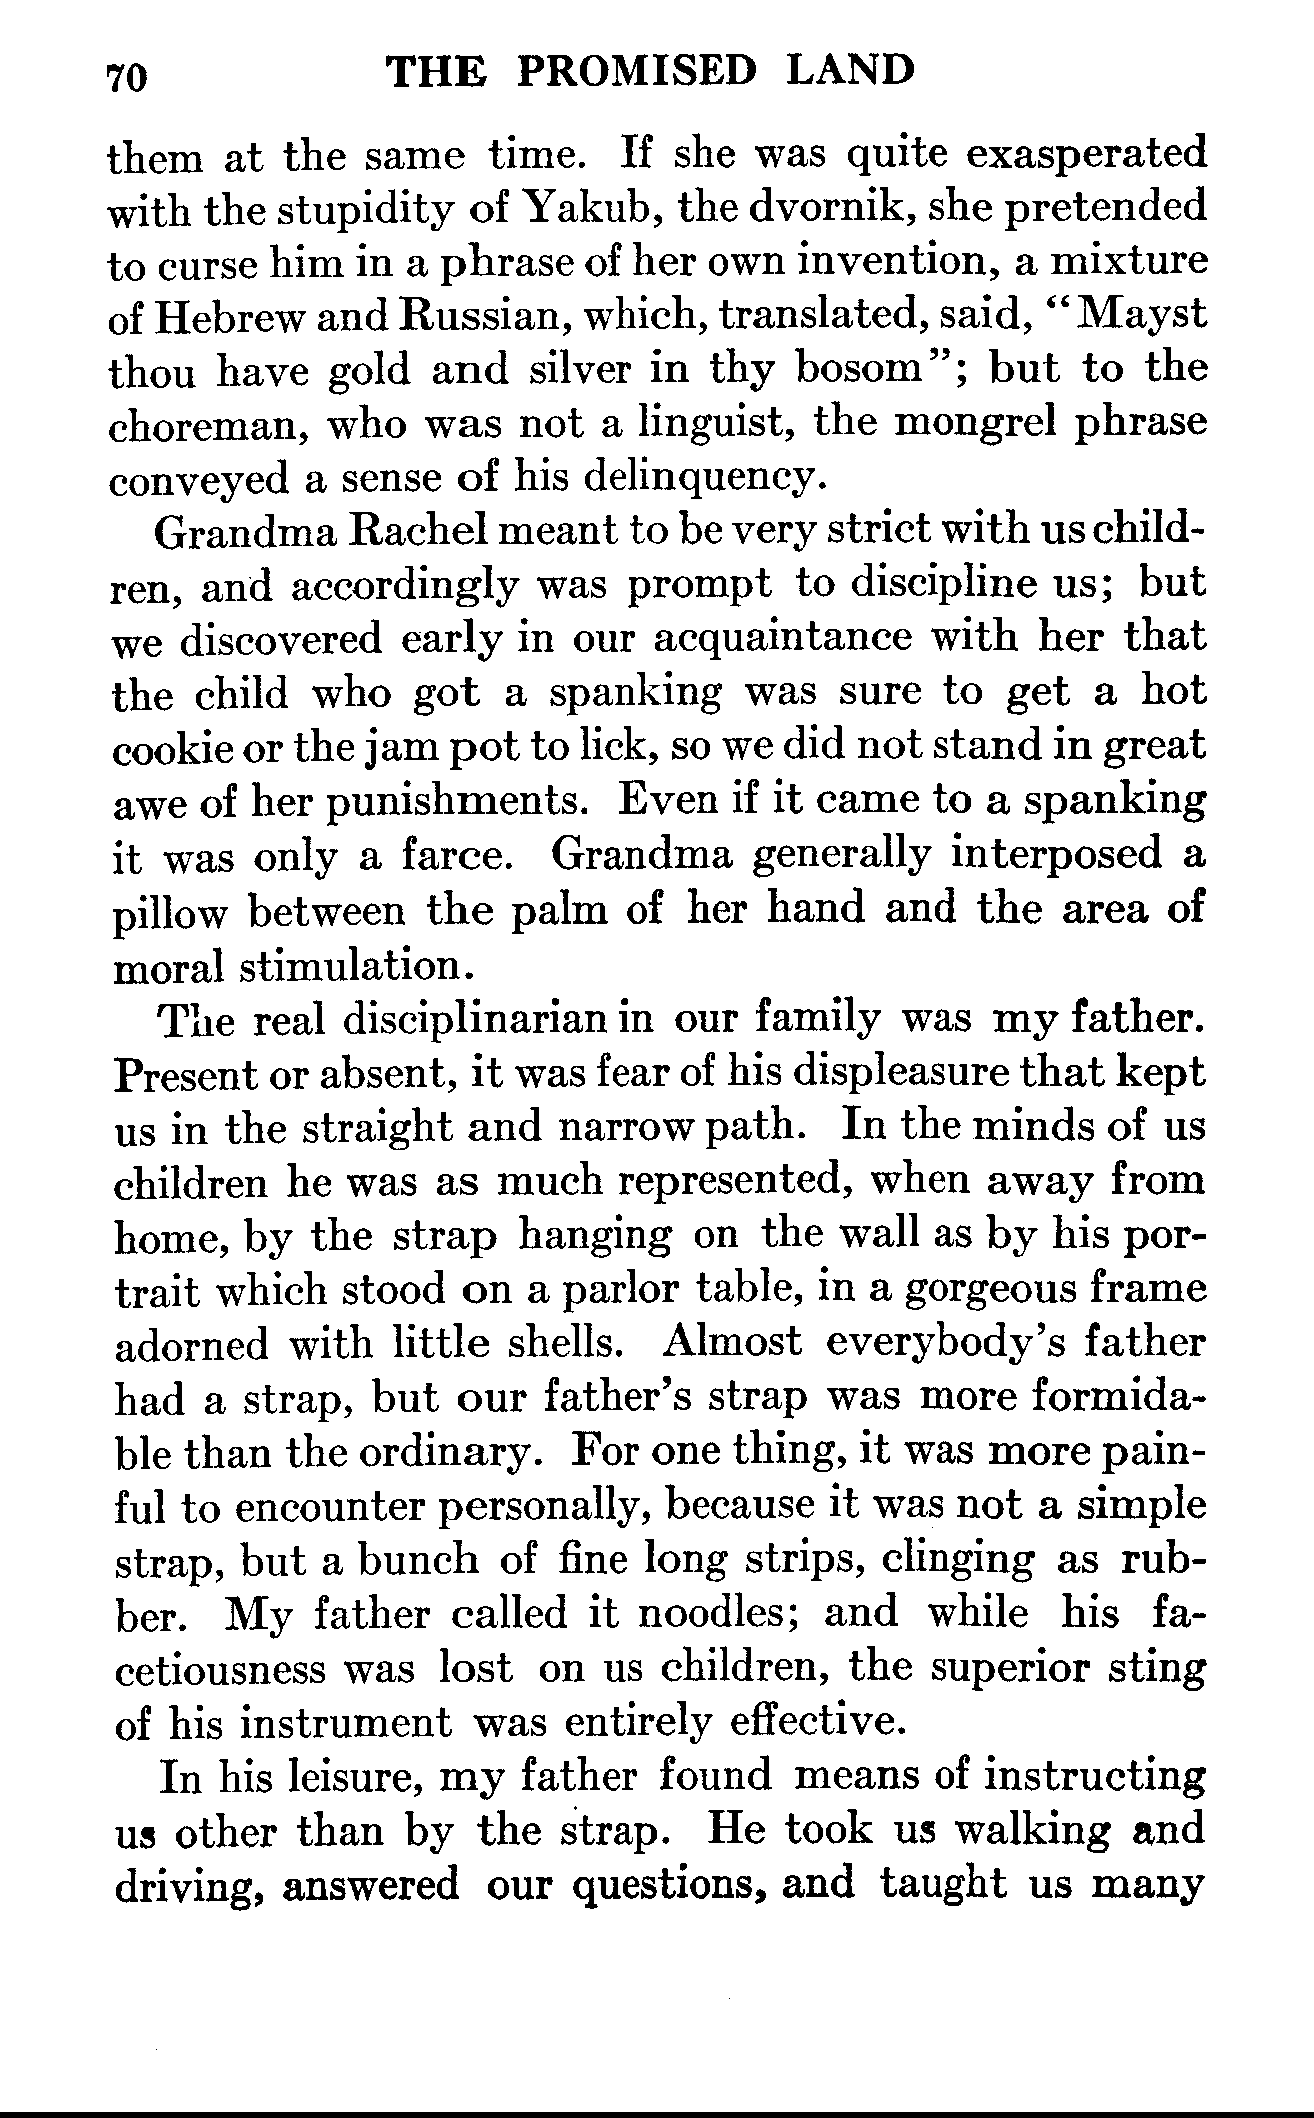 70 THE PROMISED LAND
them at the same time. If she was quite exasperated
with the stupidity of Yakub, the dvornik, she pretended
to curse him in a phrase of her own invention, a mixture
of Hebrew and Russian, which, translated, said, “Mayst
thou have gold and silver in thy bosom”; but to the
choreman, who was not a linguist, the mongrel phrase
conveyed a sense of his delinquency.
Grandma Rachel meant to be very strict with us child-
ren, and accordingly was prompt to discipline us; but
we discovered early in our acquaintance with her that
the child who got a spanking was sure to get a hot
cookie or the jam pot to lick, so we did not stand in great
awe of her punishments. Even if it came to a spanking
it was only a farce. Grandma generally interposed a
pillow between the palm of her hand and the area of
moral stimulation.
The real disciplinarian in our family was my father.
Present or absent, it was fear of his displeasure that kept
us in the straight and narrow path. In the minds of us
children he was as much represented, when away from
home, by the strap hanging on the wall as by his por-
trait which stood on a parlor table, in a gorgeous frame
adorned with little shells. Almost everybody’s father
had a strap, but our father’s strap was more formida-
ble than the ordinary. For one thing, it was more pain-
ful to encounter personally, because it was not a simple
strap, but a bunch of fine long strips, clinging as rub-
ber. My father called it noodles; and while his fa-
cetiousness was lost on us children, the superior sting
of his instrument was entirely effective.
In his leisure, my father found means of instructing
us other than by the strap. He took us walking and
driving, answered our questions, and taught us many